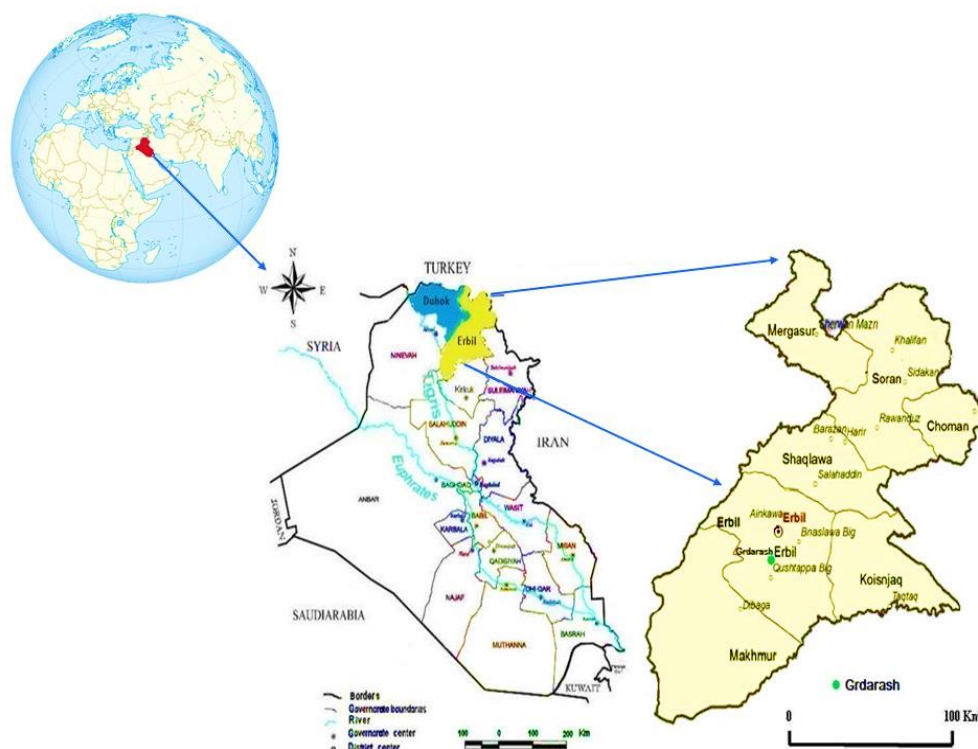 N
W E
S
TURKEY
Duhok
SYRIA
Erbil
NINEVAH
Kirkuk
Tigris
SALAHUDDIN
DIYALA
IRAN
Euphrates
BAGHDAD
ANBAR
WASIT
JORDAN
KARBALA
BABIL
MISAN
QADISIYAH
NAJAF
DHI-QAR
SAUDIARABIA
BASRAH
MUTHANNA
KUWAIT
Borders
Governarate boundaries
River
Governarate center
District center
100 0 100 200 Km
Mergasur
Sherwan Mazn
Khalifan
Soran
Sidakan
Rawanduz
Choman
Barazan
Harir
Shaqlawa
Salahaddin
Ainkawa
Erbil
Erbil
Bnaslawa Big
Grdarash
Erbil
Qushtappa Big
Koisnjaq
Taqtaq
Dibaga
Makhmur
Grdarash
0 100 Km